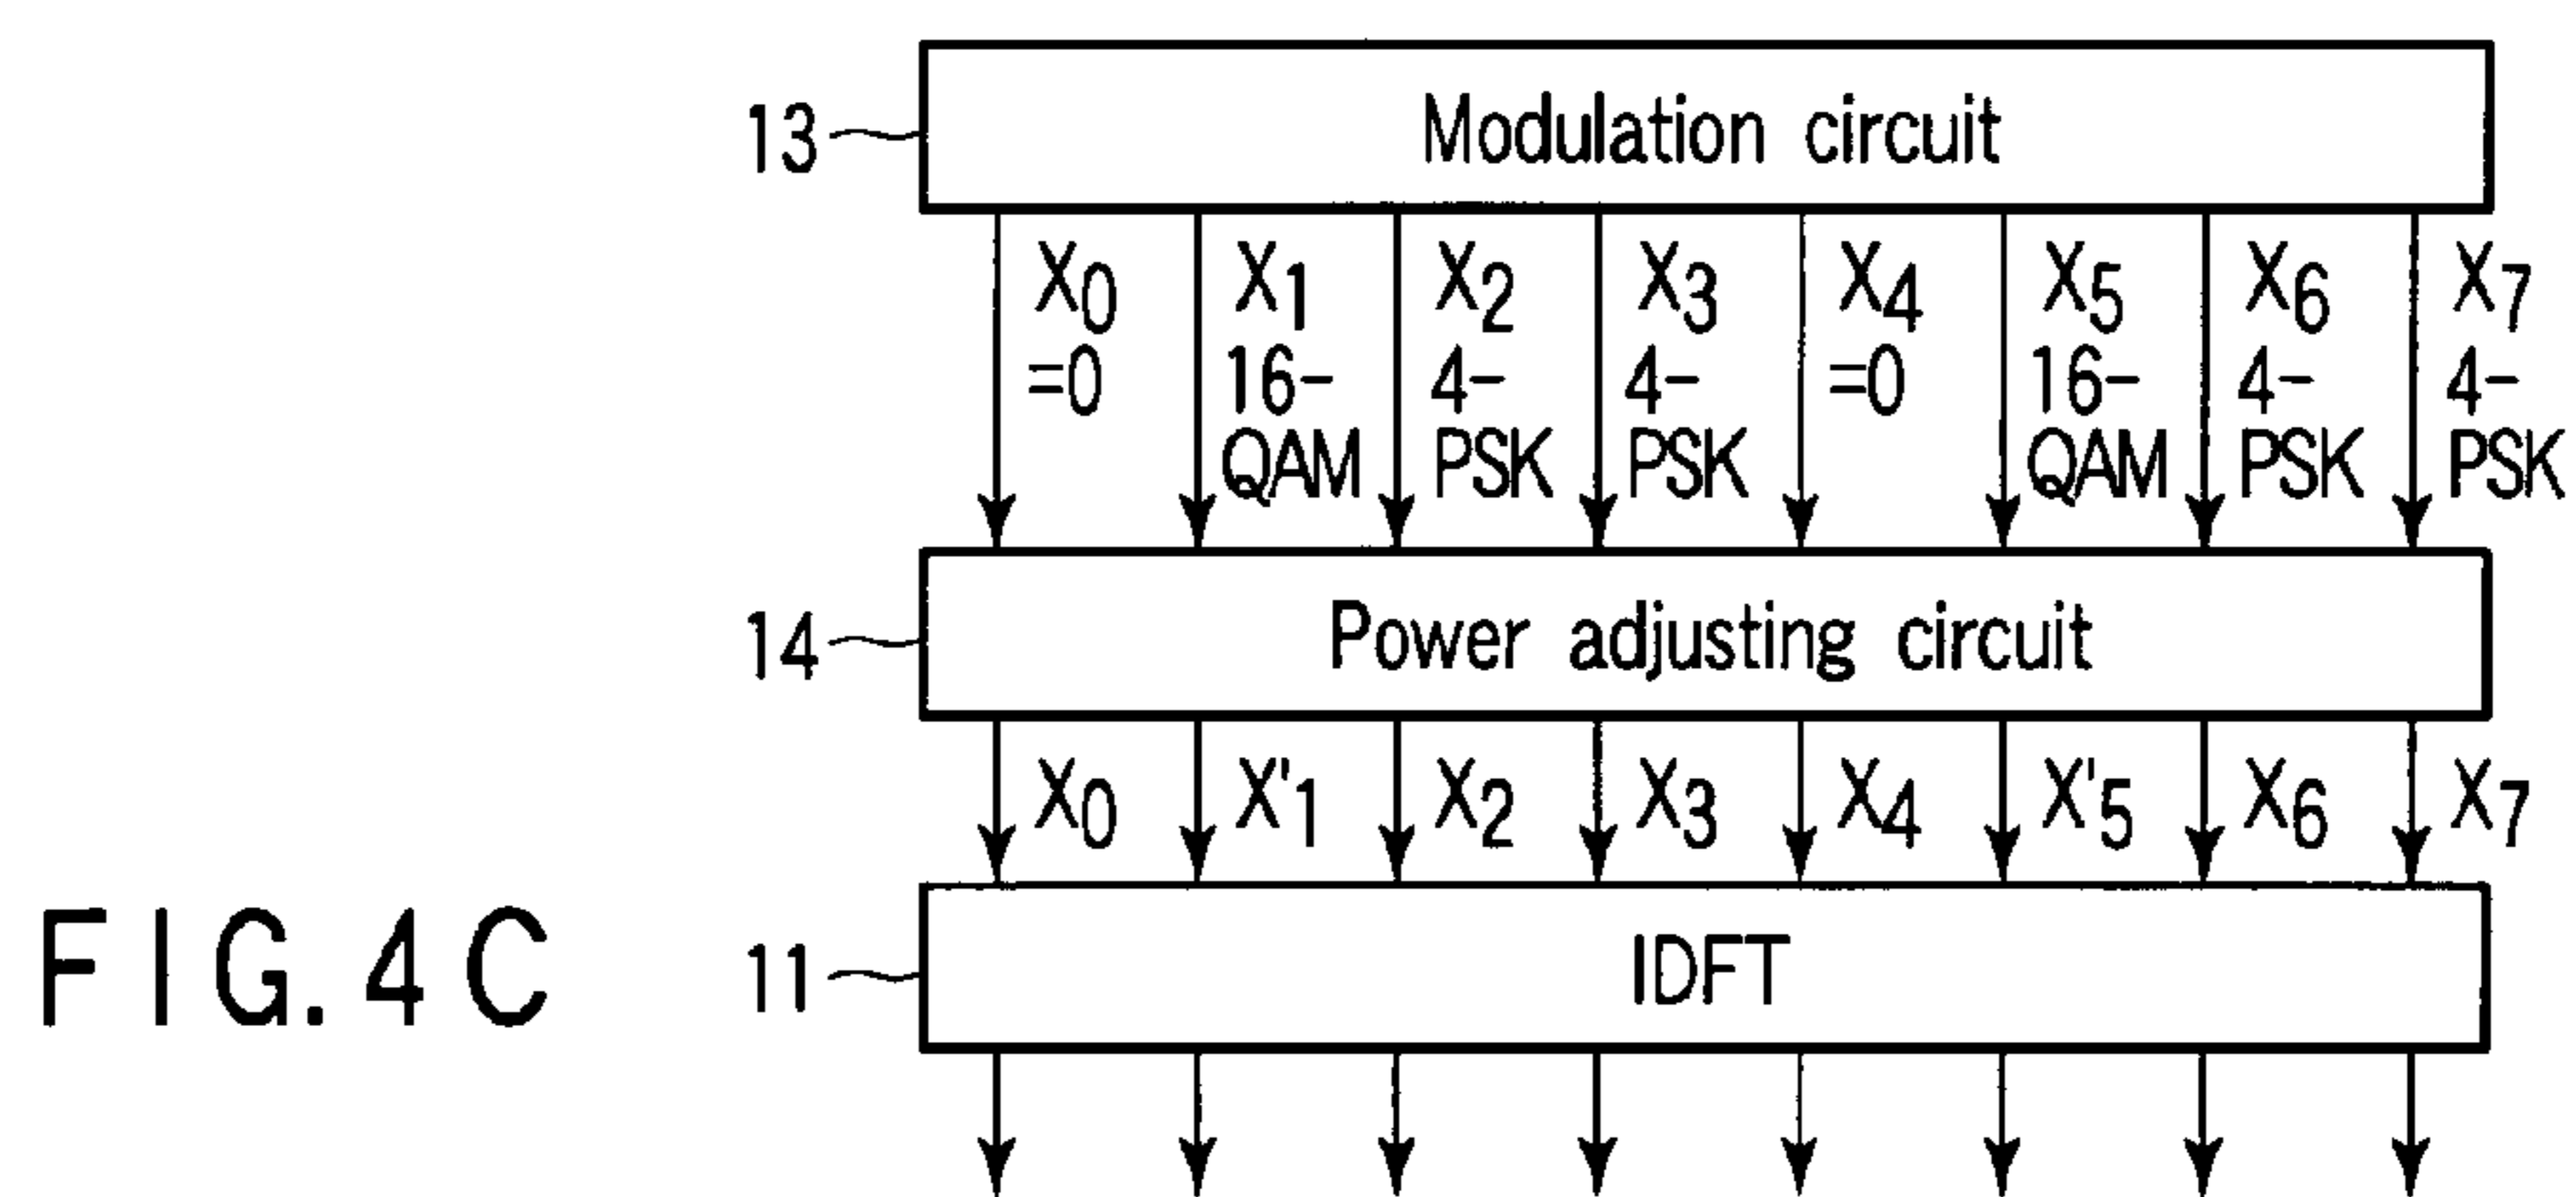 13 Modulation circuit
X0 X1 X2 X3 X4 X5 X6 X7
=0 16- 4- 4- =0 16- 4- 4-
QAM PSK PSK QAM PSK PSK
14 Power adjusting circuit
X0 X'1 X2 X3 X4 X'5 X6 X7
FIG. 4C 11 IDFT